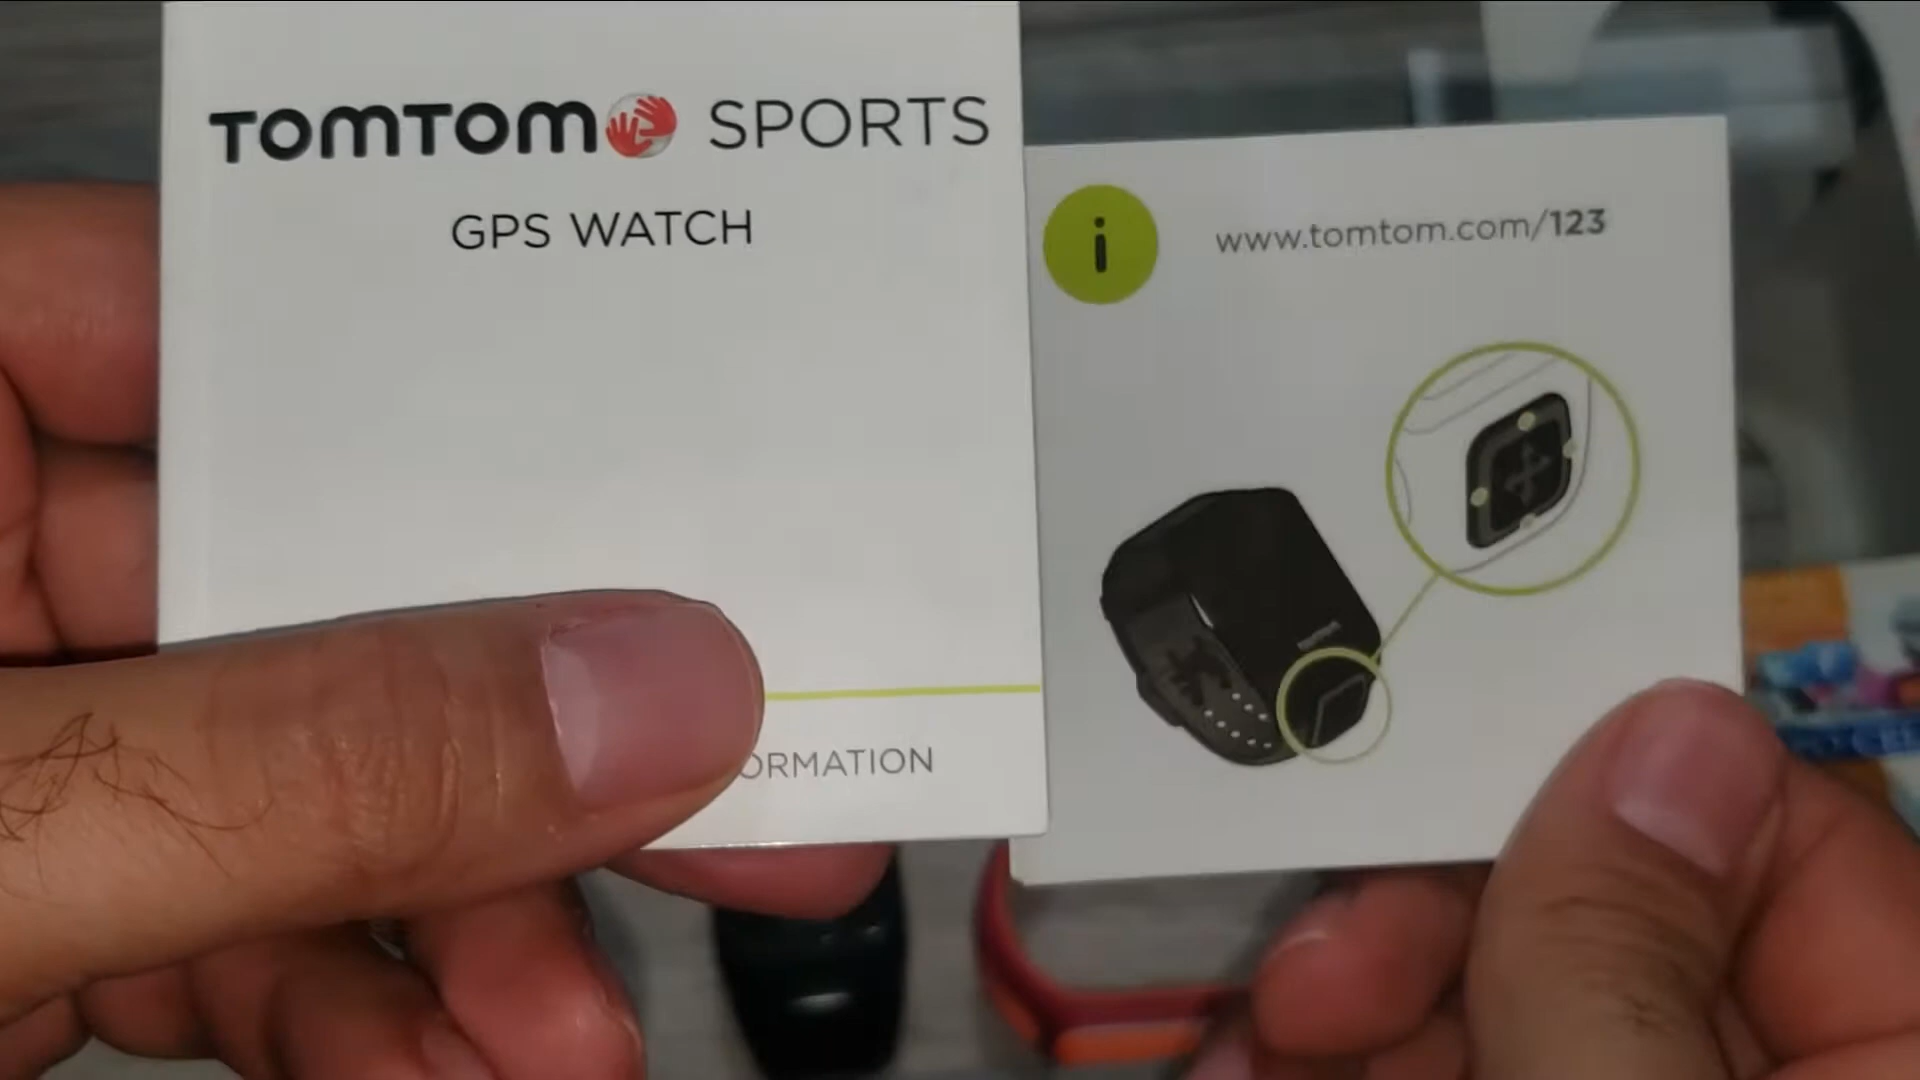 TOMTOM SPORTS
GPS WATCH
ORMATION
www.tomtom.com/123
i